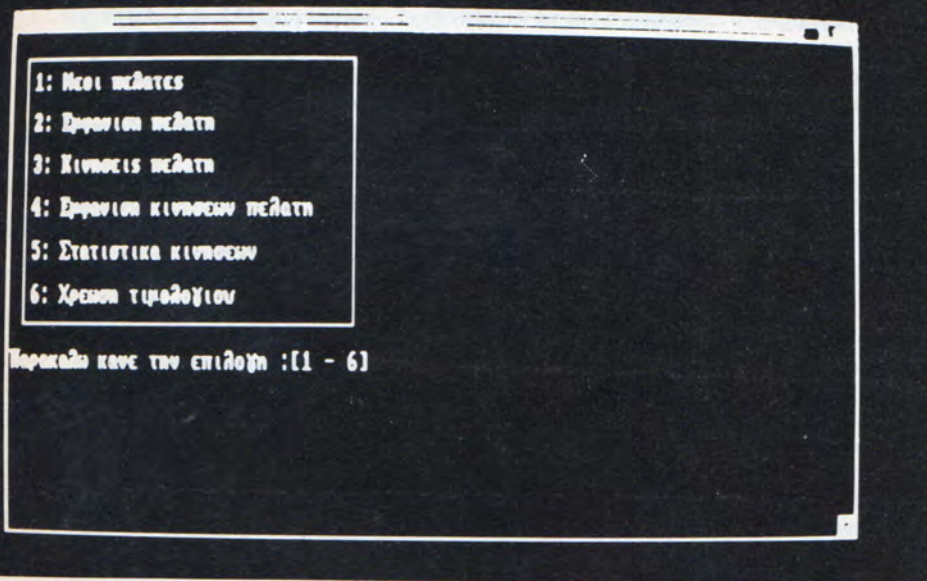 1: Νεοι πελατες
2: Εμφανιση πελατη
3: Κινησεις πελατη
4: Εμφανιση κινησεων πελατη
5: Στατιστικα κινησεων
6: Χρεωση τιμολογιου
Παρακαλω κανε την επιλογη :[1 - 6]